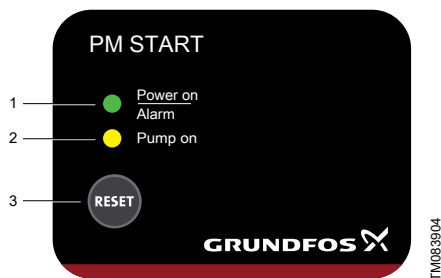 PM START
1
Power on
Alarm
2
Pump on
3
RESET
GRUNDFOS
TM083904